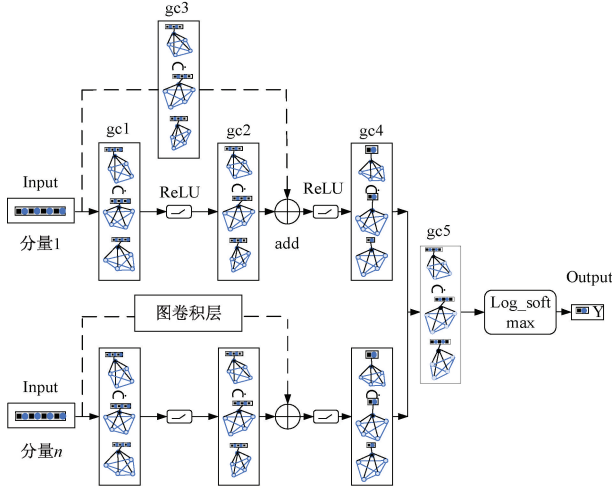 gc3
gc1
gc2
gc4
Input
ReLU
ReLU
分量1
add
gc5
Output
Log_soft
max
Y
图卷积层
Input
分量n